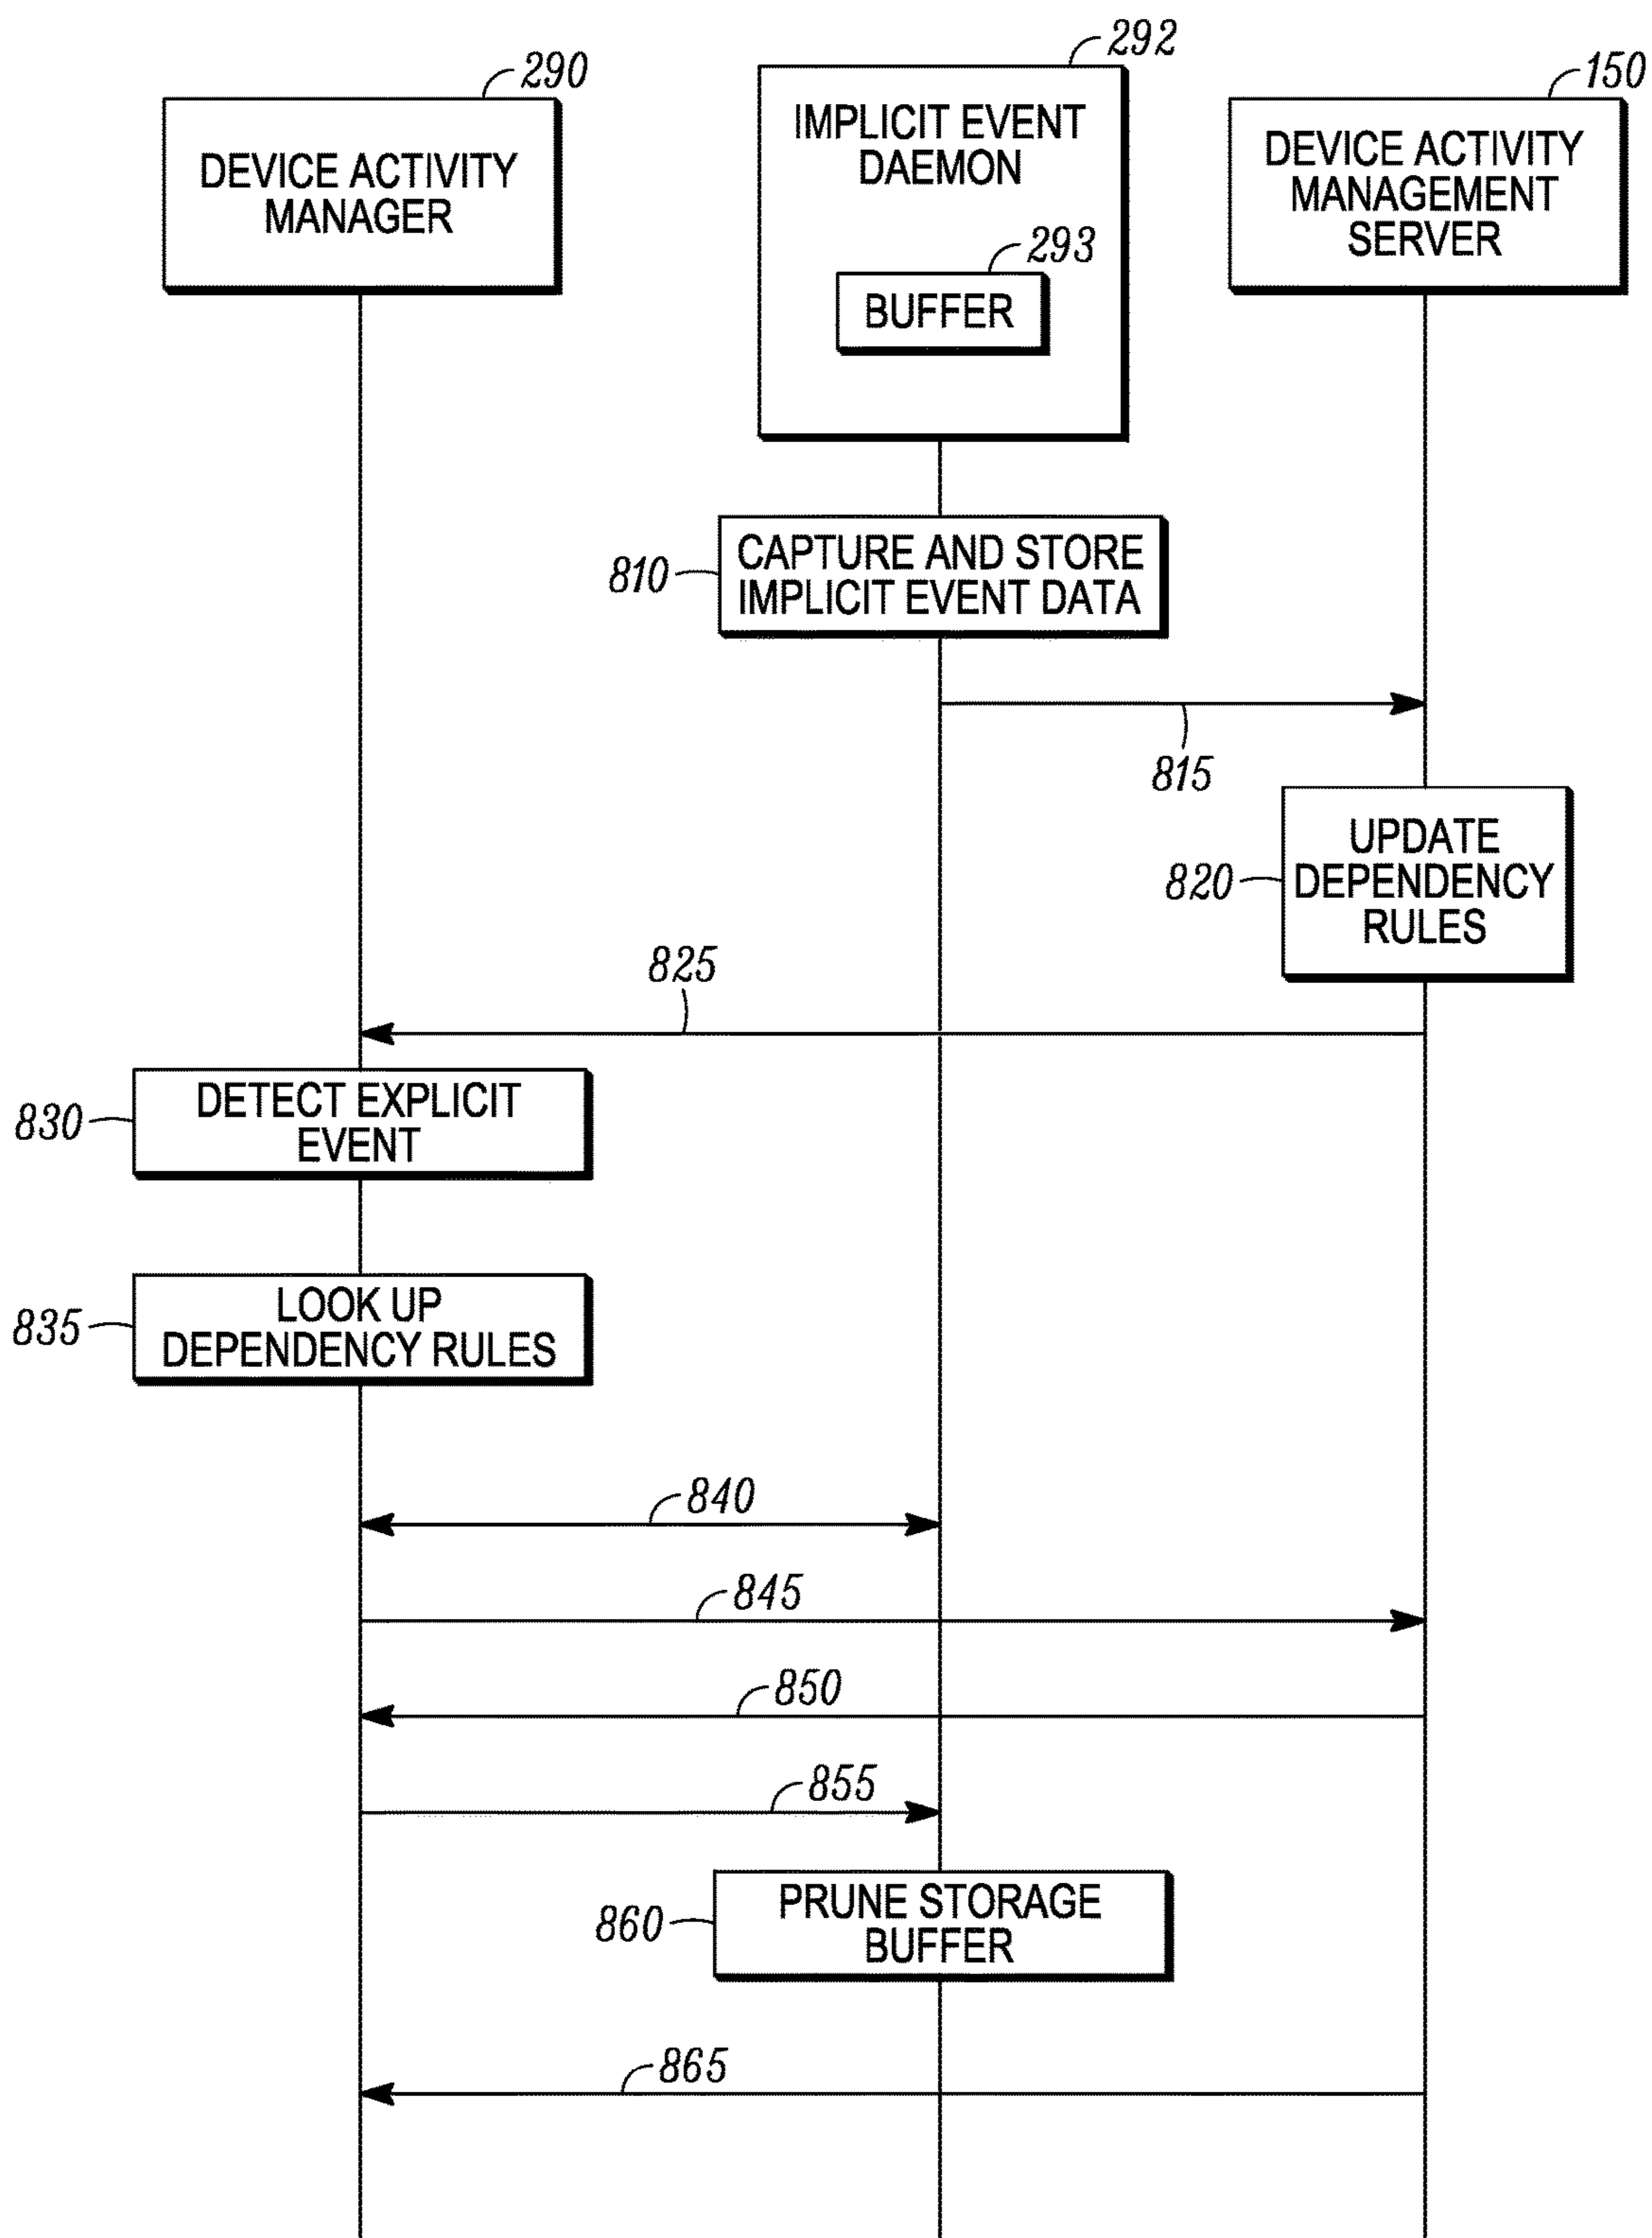 290
DEVICE ACTIVITY
MANAGER
292
IMPLICIT EVENT
DAEMON
293
BUFFER
150
DEVICE ACTIVITY
MANAGEMENT
SERVER
810
CAPTURE AND STORE
IMPLICIT EVENT DATA
815
820
UPDATE
DEPENDENCY
RULES
825
830
DETECT EXPLICIT
EVENT
835
LOOK UP
DEPENDENCY RULES
840
845
850
855
860
PRUNE STORAGE
BUFFER
865